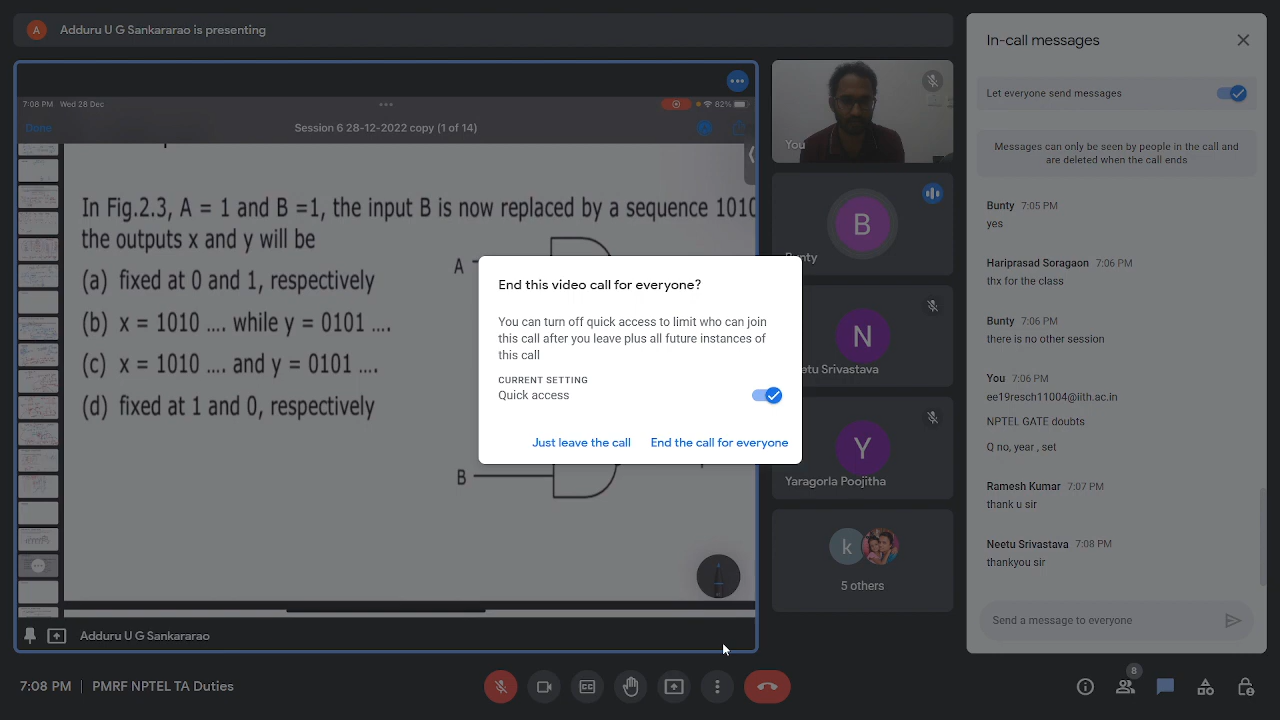 A
Adduru U G Sankararao is presenting
7:08 PM Wed 28 Dec
82%
Done
Session 6 28-12-2022 copy (1 of 14)
In Fig.2.3, A = 1 and B =1, the input B is now replaced by a sequence 1010
the outputs x and y will be
(a) fixed at 0 and 1, respectively
(b) x = 1010 .... while y = 0101 ....
(c) x = 1010 .... and y = 0101 ....
(d) fixed at 1 and 0, respectively
A
B
Adduru U G Sankararao
End this video call for everyone?
You can turn off quick access to limit who can join
this call after you leave plus all future instances of
this call
CURRENT SETTING
Quick access
Just leave the call
End the call for everyone
You
B
N
Srivastava
Y
Yaragorla Poojitha
k
5 others
In-call messages
Let everyone send messages
Messages can only be seen by people in the call and
are deleted when the call ends
Bunty 7:05 PM
yes
Hariprasad Soragaon 7:06 PM
thx for the class
Bunty 7:06 PM
there is no other session
You 7:06 PM
ee19resch11004@iith.ac.in
NPTEL GATE doubts
Q no, year , set
Ramesh Kumar 7:07 PM
thank u sir
Neetu Srivastava 7:08 PM
thankyou sir
Send a message to everyone
7:08 PM | PMRF NPTEL TA Duties
8